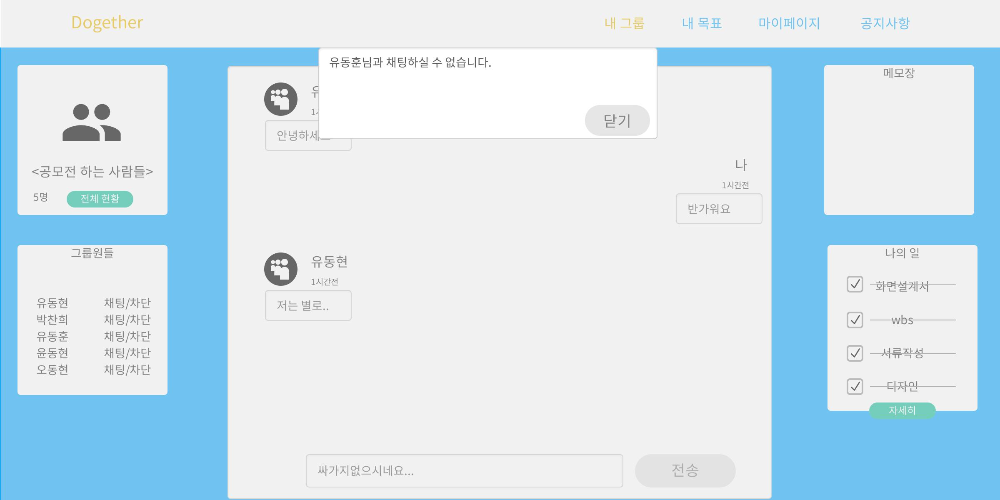 Dogether
내 그룹
내 목표
마이페이지
공지사항
유동훈님과 채팅하실 수 없습니다.
닫기
<공모전 하는 사람들>
5명
전체 현황
그룹원들
유동현 채팅/차단
박찬희 채팅/차단
유동훈 채팅/차단
윤동현 채팅/차단
오동현 채팅/차단
안녕하세
나
1시간전
반가워요
유동현
1시간전
저는 별로..
싸가지없으시네요...
전송
메모장
나의 일
화면설계서
wbs
서류작성
디자인
자세히